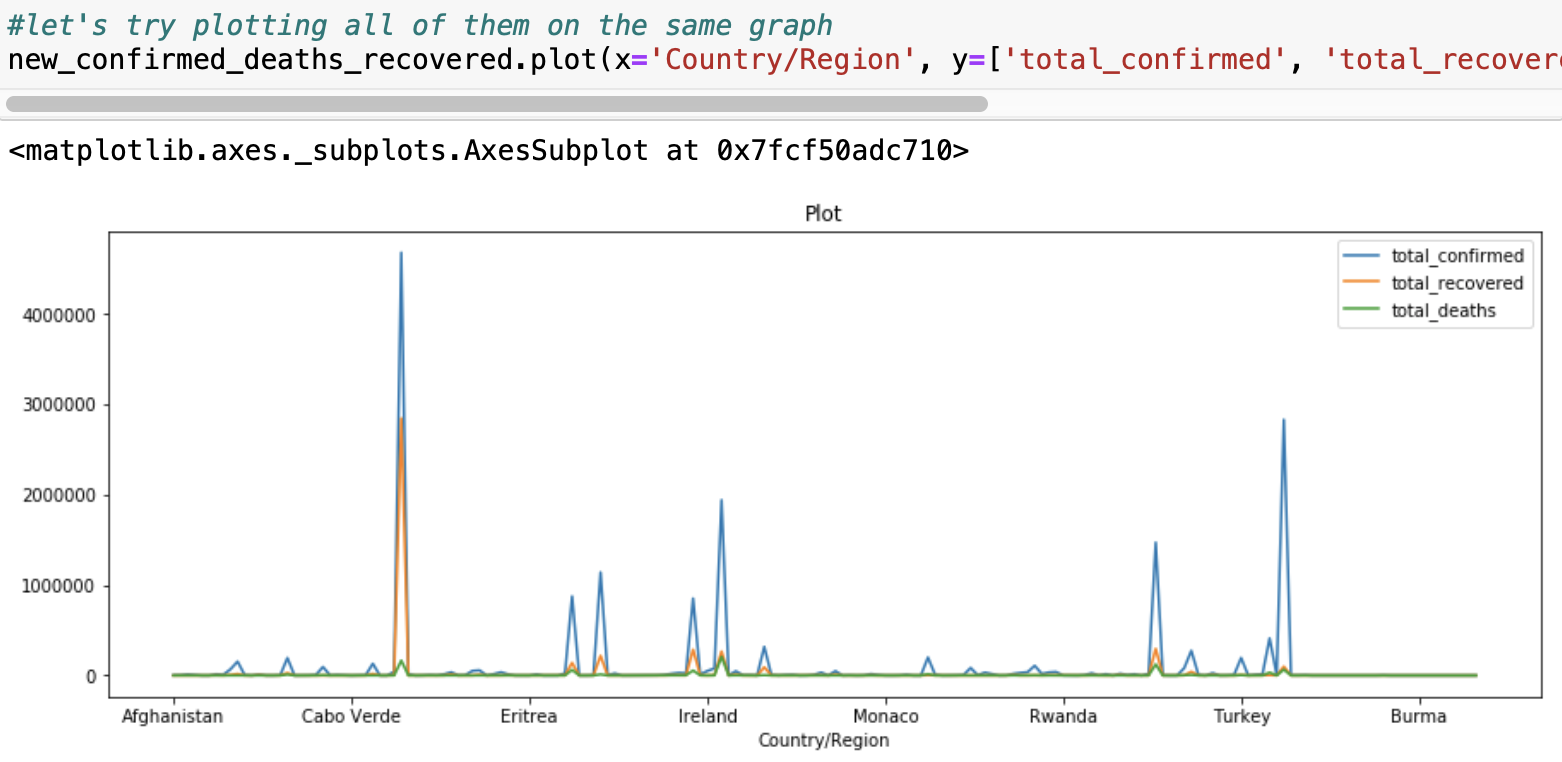 #let's try plotting all of them on the same graph
new_confirmed_deaths_recovered.plot(x='Country/Region', y=['total_confirmed', 'total_recovere
<matplotlib.axes._subplots.AxesSubplot at 0x7fcf50adc710>
Plot
total_confirmed
total_recovered
total_deaths
4000000
3000000
2000000
1000000
0
Afghanistan Cabo Verde Eritrea Ireland Monaco Rwanda Turkey Burma
Country/Region